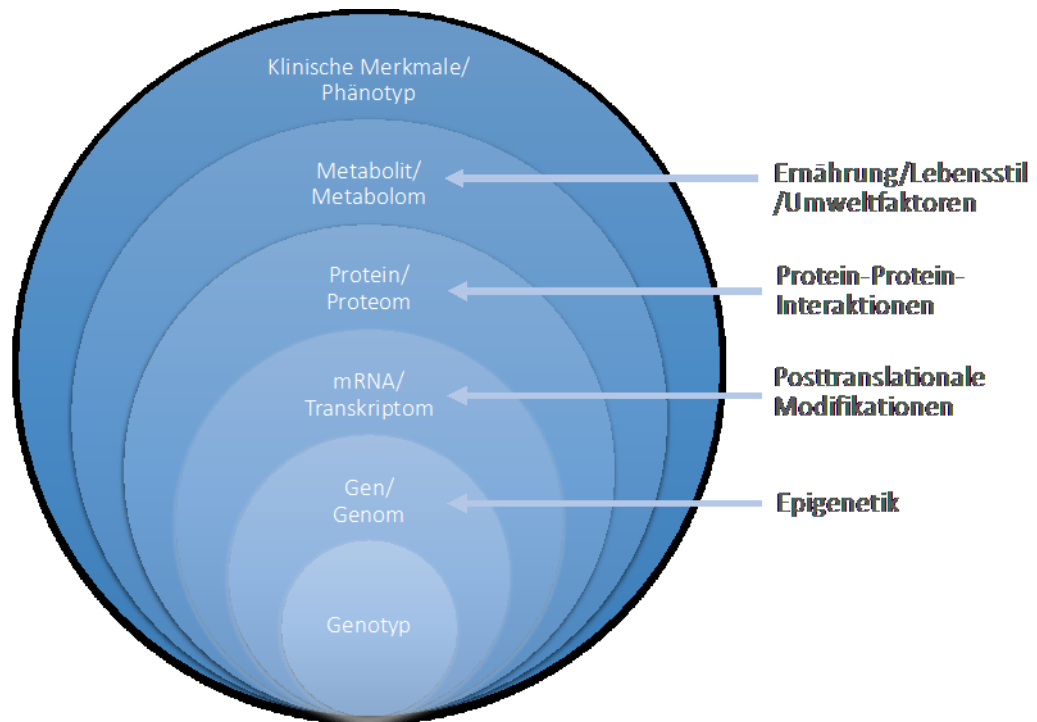 Klinische Merkmale/
Phänotyp
Metabolit/
Metabolom
Ernährung/Lebensstil
/Umweltfaktoren
Protein/
Proteom
Protein-Protein-
Interaktionen
mRNA/
Transkriptom
Posttranslationale
Modifikationen
Gen/
Genom
Epigenetik
Genotyp